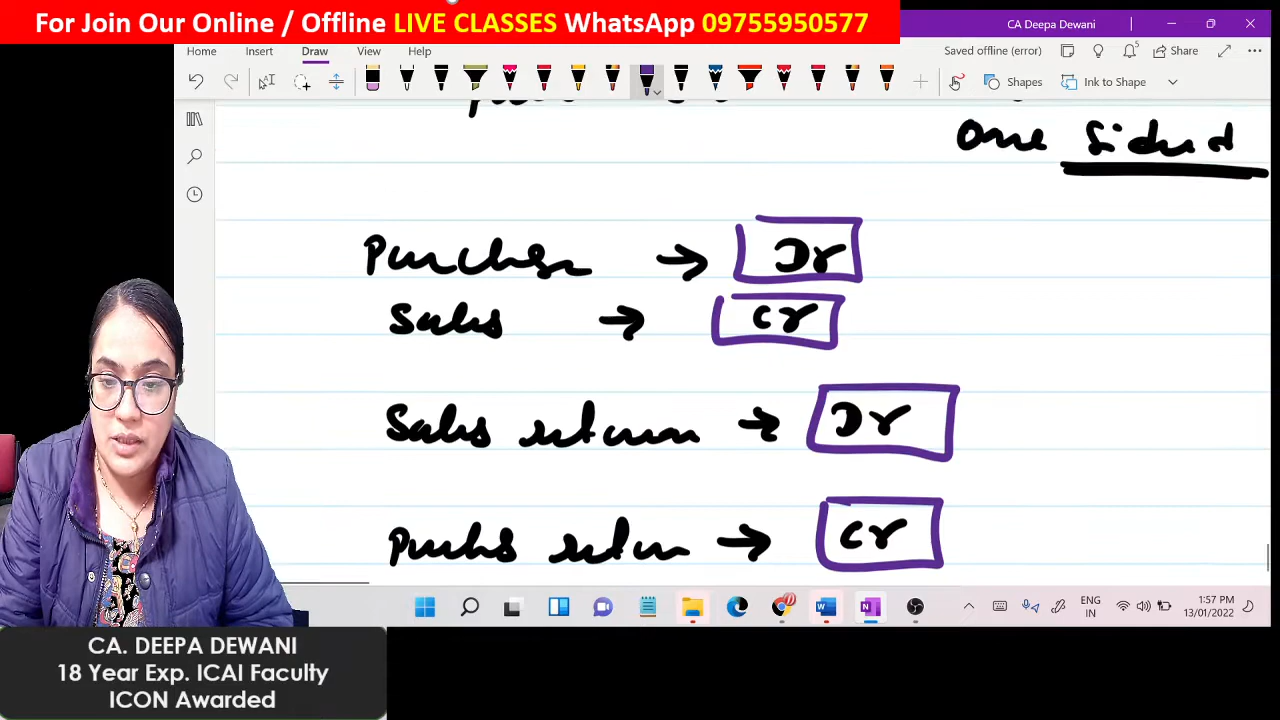 For Join Our Online / Offline LIVE CLASSES WhatsApp 09755950577
CA Deepa Dewani
Home Insert Draw View Help
Saved offline (error)
Share
Shapes
Ink to Shape
One Sided
Purchase → Dr
Sales → Cr
Sales return → Dr
Purchs return → Cr
ENG
IN
1:57 PM
13/01/2022
CA. DEEPA DEWANI
18 Year Exp. ICAI Faculty
ICON Awarded